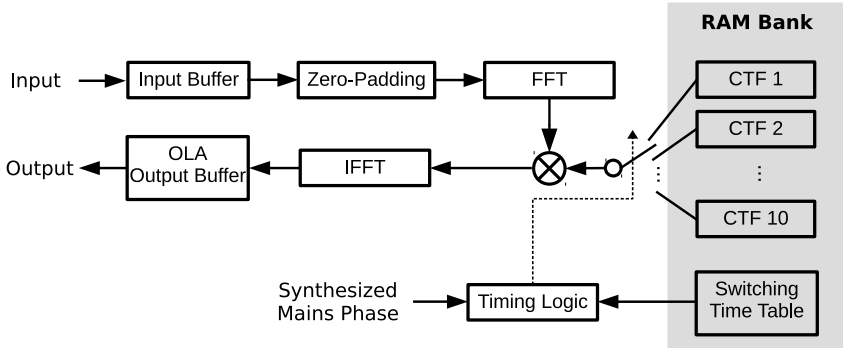 RAM Bank
Input
Input Buffer
Zero-Padding
FFT
CTF 1
CTF 2
⋮
CTF 10
Output
OLA
Output Buffer
IFFT
Synthesized
Mains Phase
Timing Logic
Switching
Time Table